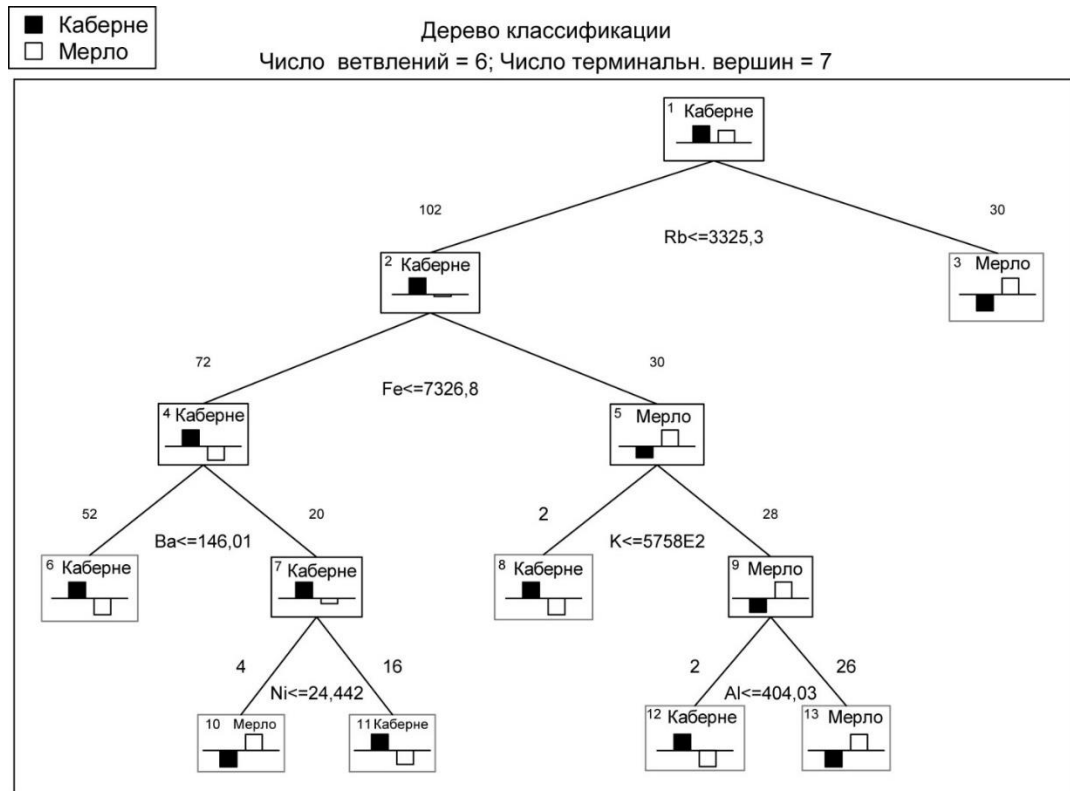 Каберне
Мерло
Дерево классификации
Число ветвлений = 6; Число терминальн. вершин = 7
1 Каберне
102
30
Rb<=3325,3
2 Каберне
3 Мерло
72
30
Fe<=7326,8
4 Каберне
5 Мерло
52
20
2
28
Ba<=146,01
K<=5758E2
6 Каберне
7 Каберне
8 Каберне
9 Мерло
4
16
2
26
Ni<=24,442
Al<=404,03
10 Мерло
11 Каберне
12 Каберне
13 Мерло